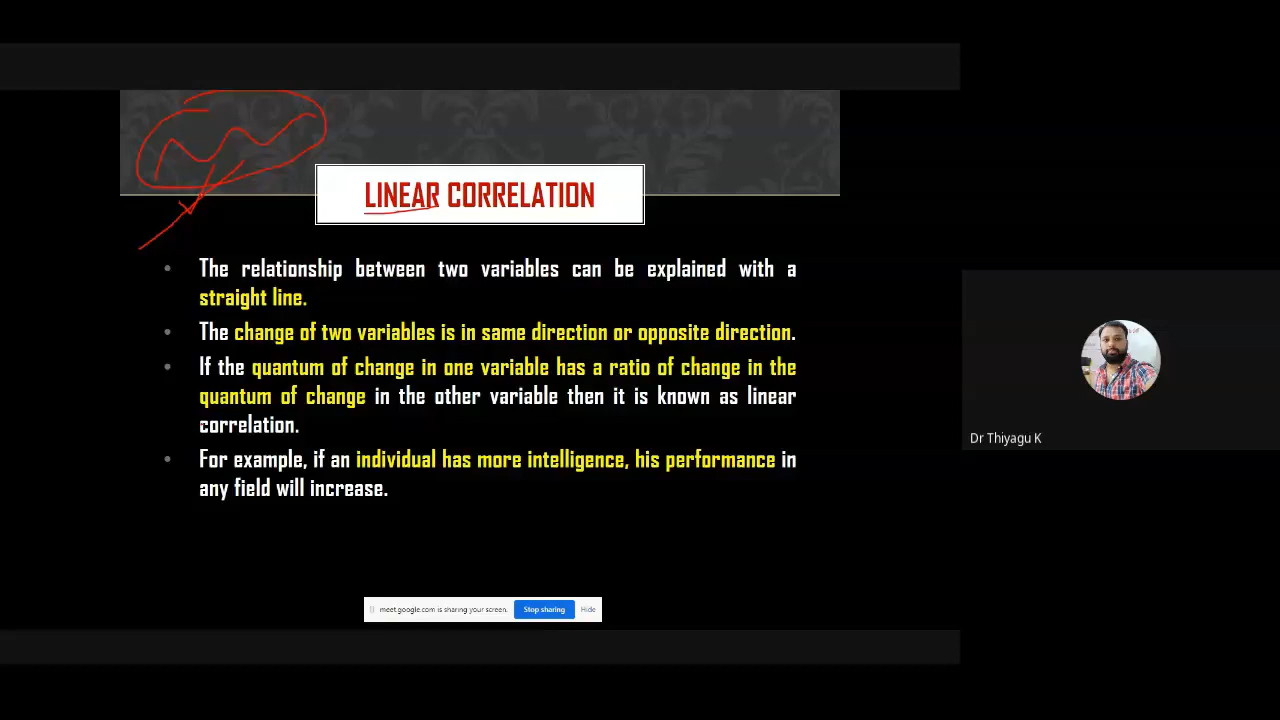 LINEAR CORRELATION
The relationship between two variables can be explained with a
straight line.
The change of two variables is in same direction or opposite direction.
If the quantum of change in one variable has a ratio of change in the
quantum of change in the other variable then it is known as linear
correlation.
For example, if an individual has more intelligence, his performance in
any field will increase.
Dr Thiyagu K
meet.google.com is sharing your screen. Stop sharing Hide